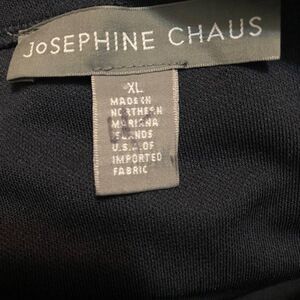 JOSEPHINE CHAUS
XL
MADE IN
NORTHERN
MARIANA
ISLANDS
U.S.A. OF
IMPORTED
FABRIC